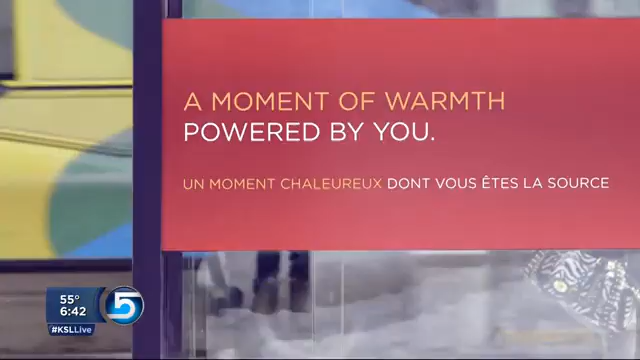 A MOMENT OF WARMTH
POWERED BY YOU.
UN MOMENT CHALEUREUX DONT VOUS ÊTES LA SOURCE
55°
6:42
5
#KSLLive